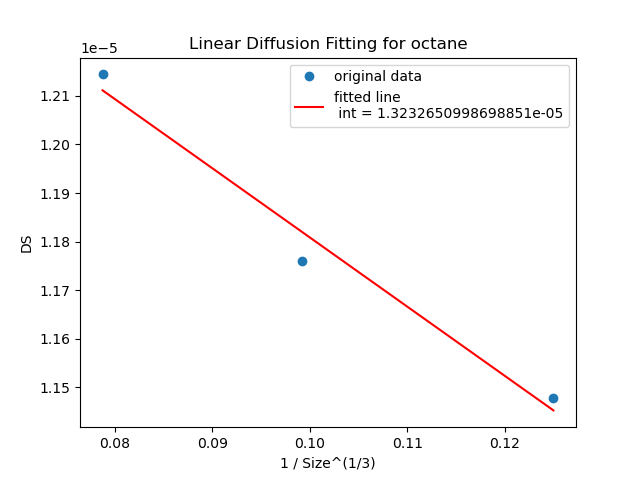 Linear Diffusion Fitting for octane
1e−5
original data
fitted line
int = 1.3232650998698851e-05
1.21
1.20
1.19
1.18
1.17
1.16
1.15
DS
0.08 0.09 0.10 0.11 0.12
1 / Size^(1/3)